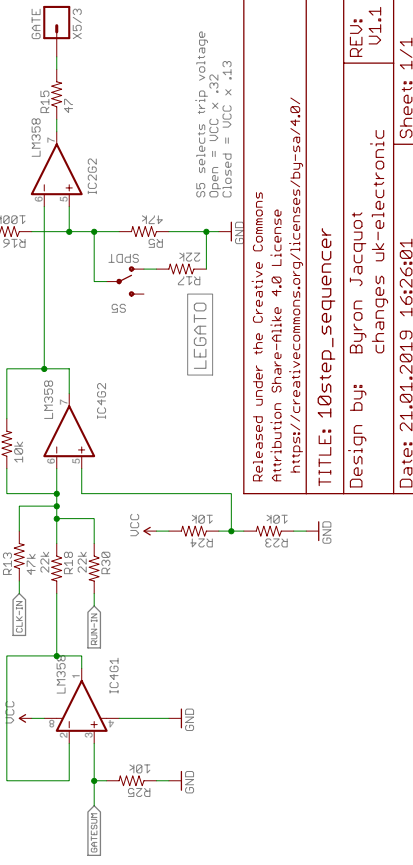 GATE
X5/3
R15
47
LM358
7
6
5
IC2G2
R16
100k
R5
47k
GND
SPDT
S5
R17
22k
S5 selects trip voltage
Open = VCC x .32
Closed = VCC x .13
LEGATO
LM358
7
6
5
IC4G2
10k
R13
47k
CLK-IN
22k
R18
22k
R30
RUN-IN
VCC
R24
10k
R23
10k
GND
LM358
1
IC4G1
VCC
8
4
2
3
GND
R25
10k
GND
GATESUM
Released under the Creative Commons
Attribution Share-Alike 4.0 License
https://creativecommons.org/licenses/by-sa/4.0/
TITLE: 10step_sequencer
Design by: Byron Jacquot
changes uk-electronic
REV:
V1.1
Date: 21.01.2019 16:26:01
Sheet: 1/1